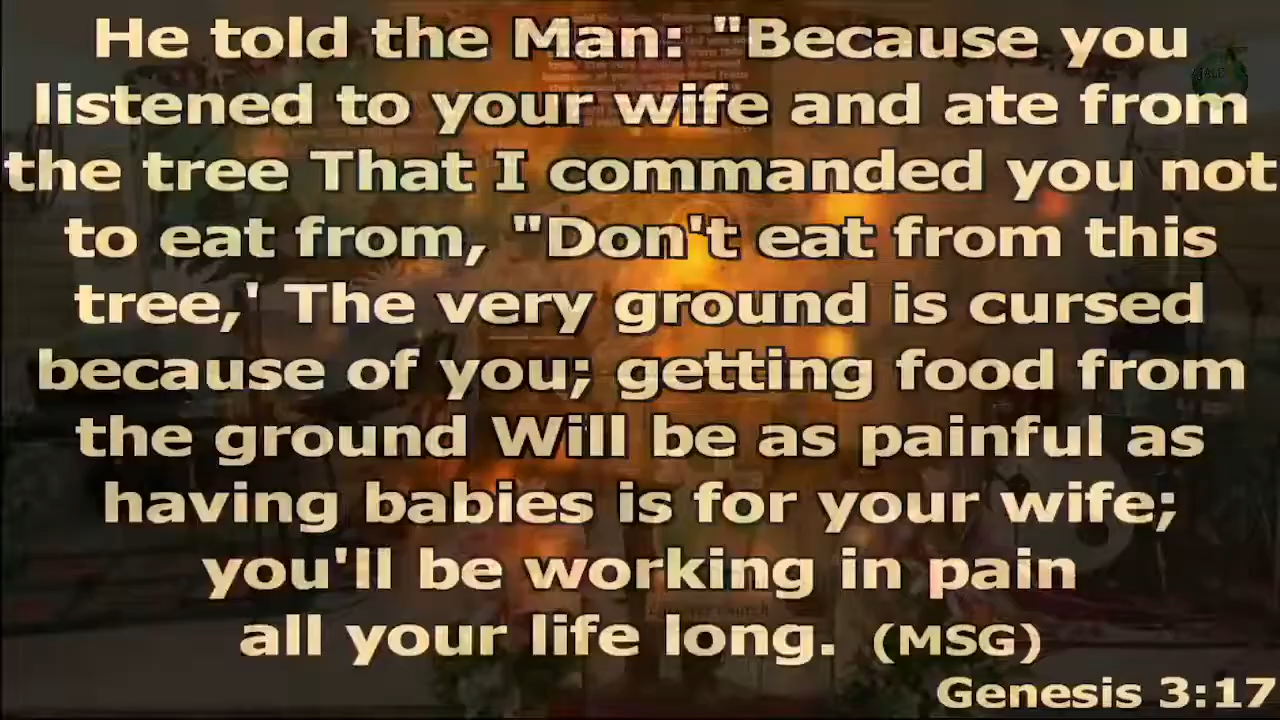 He told the Man: "Because you
listened to your wife and ate from
the tree That I commanded you not
to eat from, "Don't eat from this
tree,' The very ground is cursed
because of you; getting food from
the ground Will be as painful as
having babies is for your wife;
you'll be working in pain
all your life long. (MSG)
Genesis 3:17